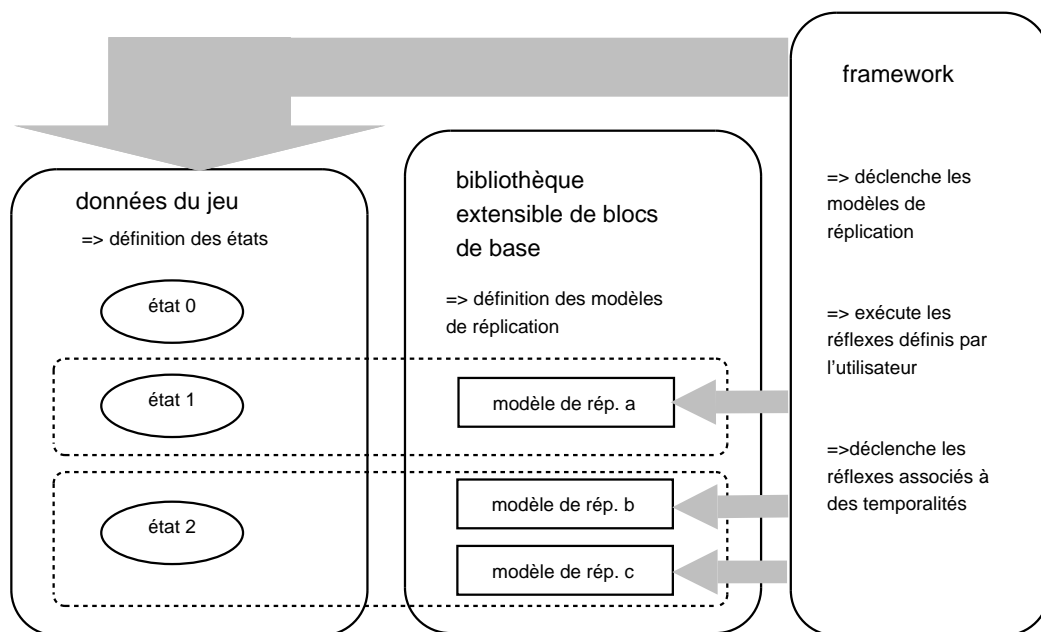 données du jeu
=> définition des états
état 0
état 1
état 2
bibliothèque
extensible de blocs
de base
=> définition des modèles
de réplication
modèle de rép. a
modèle de rép. b
modèle de rép. c
framework
=> déclenche les
modèles de
réplication
=> exécute les
réflexes définis par
l'utilisateur
=>déclenche les
réflexes associés à
des temporalités